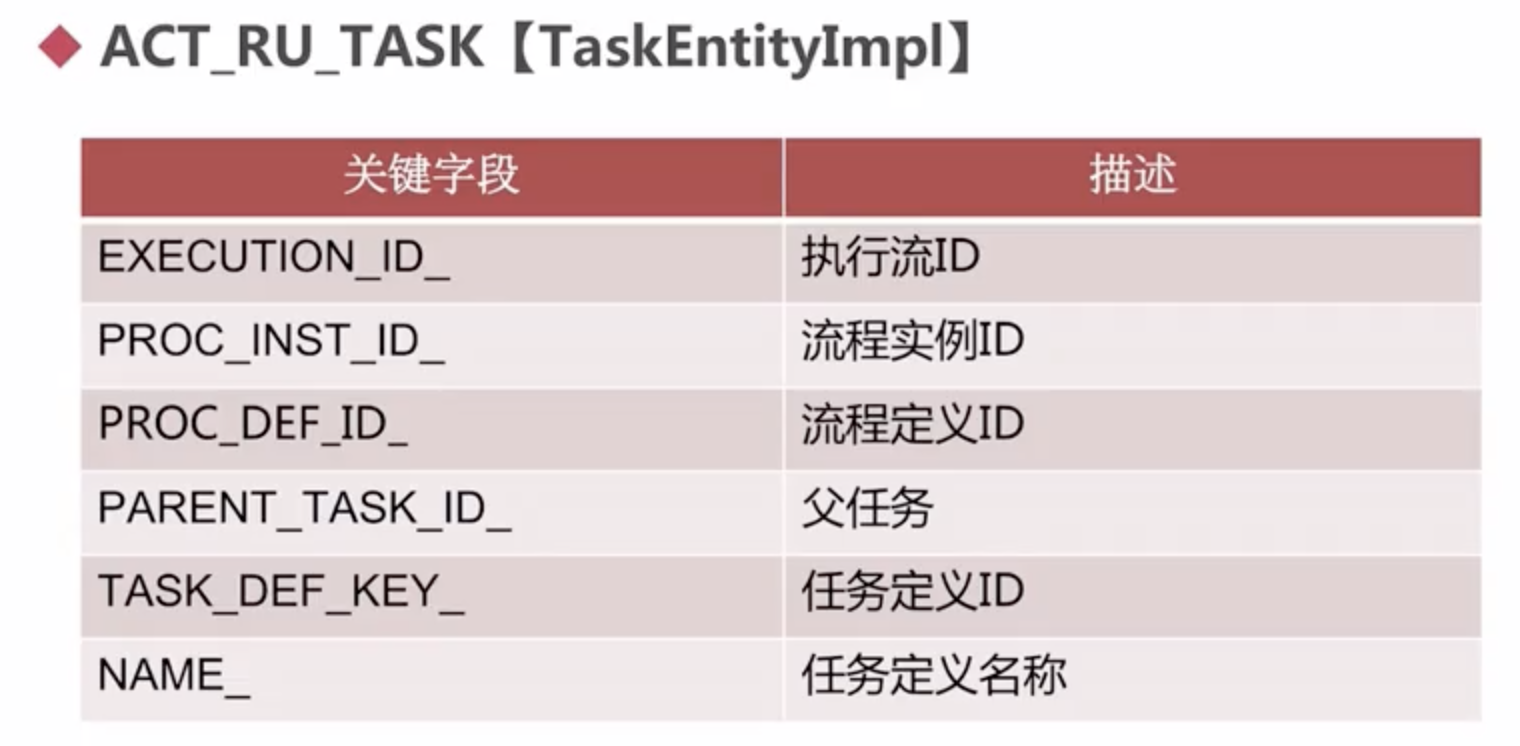 ACT_RU_TASK【TaskEntityImpl】
关键字段 描述
EXECUTION_ID_ 执行流ID
PROC_INST_ID_ 流程实例ID
PROC_DEF_ID_ 流程定义ID
PARENT_TASK_ID_ 父任务
TASK_DEF_KEY_ 任务定义ID
NAME_ 任务定义名称